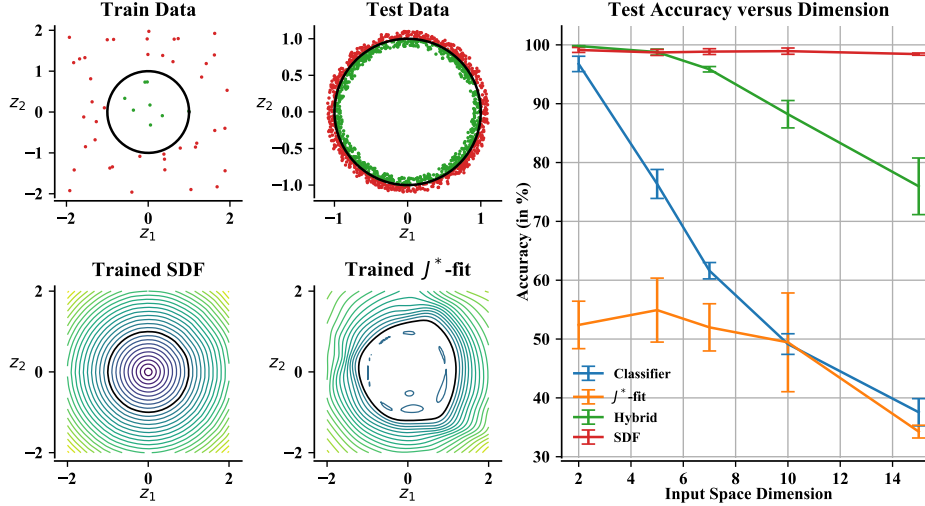 Train Data
2
1
0
−1
−2
z2
−2
0
2
z1
Test Data
1.0
0.5
0.0
−0.5
−1.0
z2
−1
0
1
z1
Trained SDF
2
0
−2
z2
−2
0
2
z1
Trained J*-fit
2
0
−2
z2
−2
0
2
z1
Test Accuracy versus Dimension
100
90
80
70
60
50
40
30
Accuracy (in %)
Classifier
J*-fit
Hybrid
SDF
2
4
6
8
10
12
14
Input Space Dimension